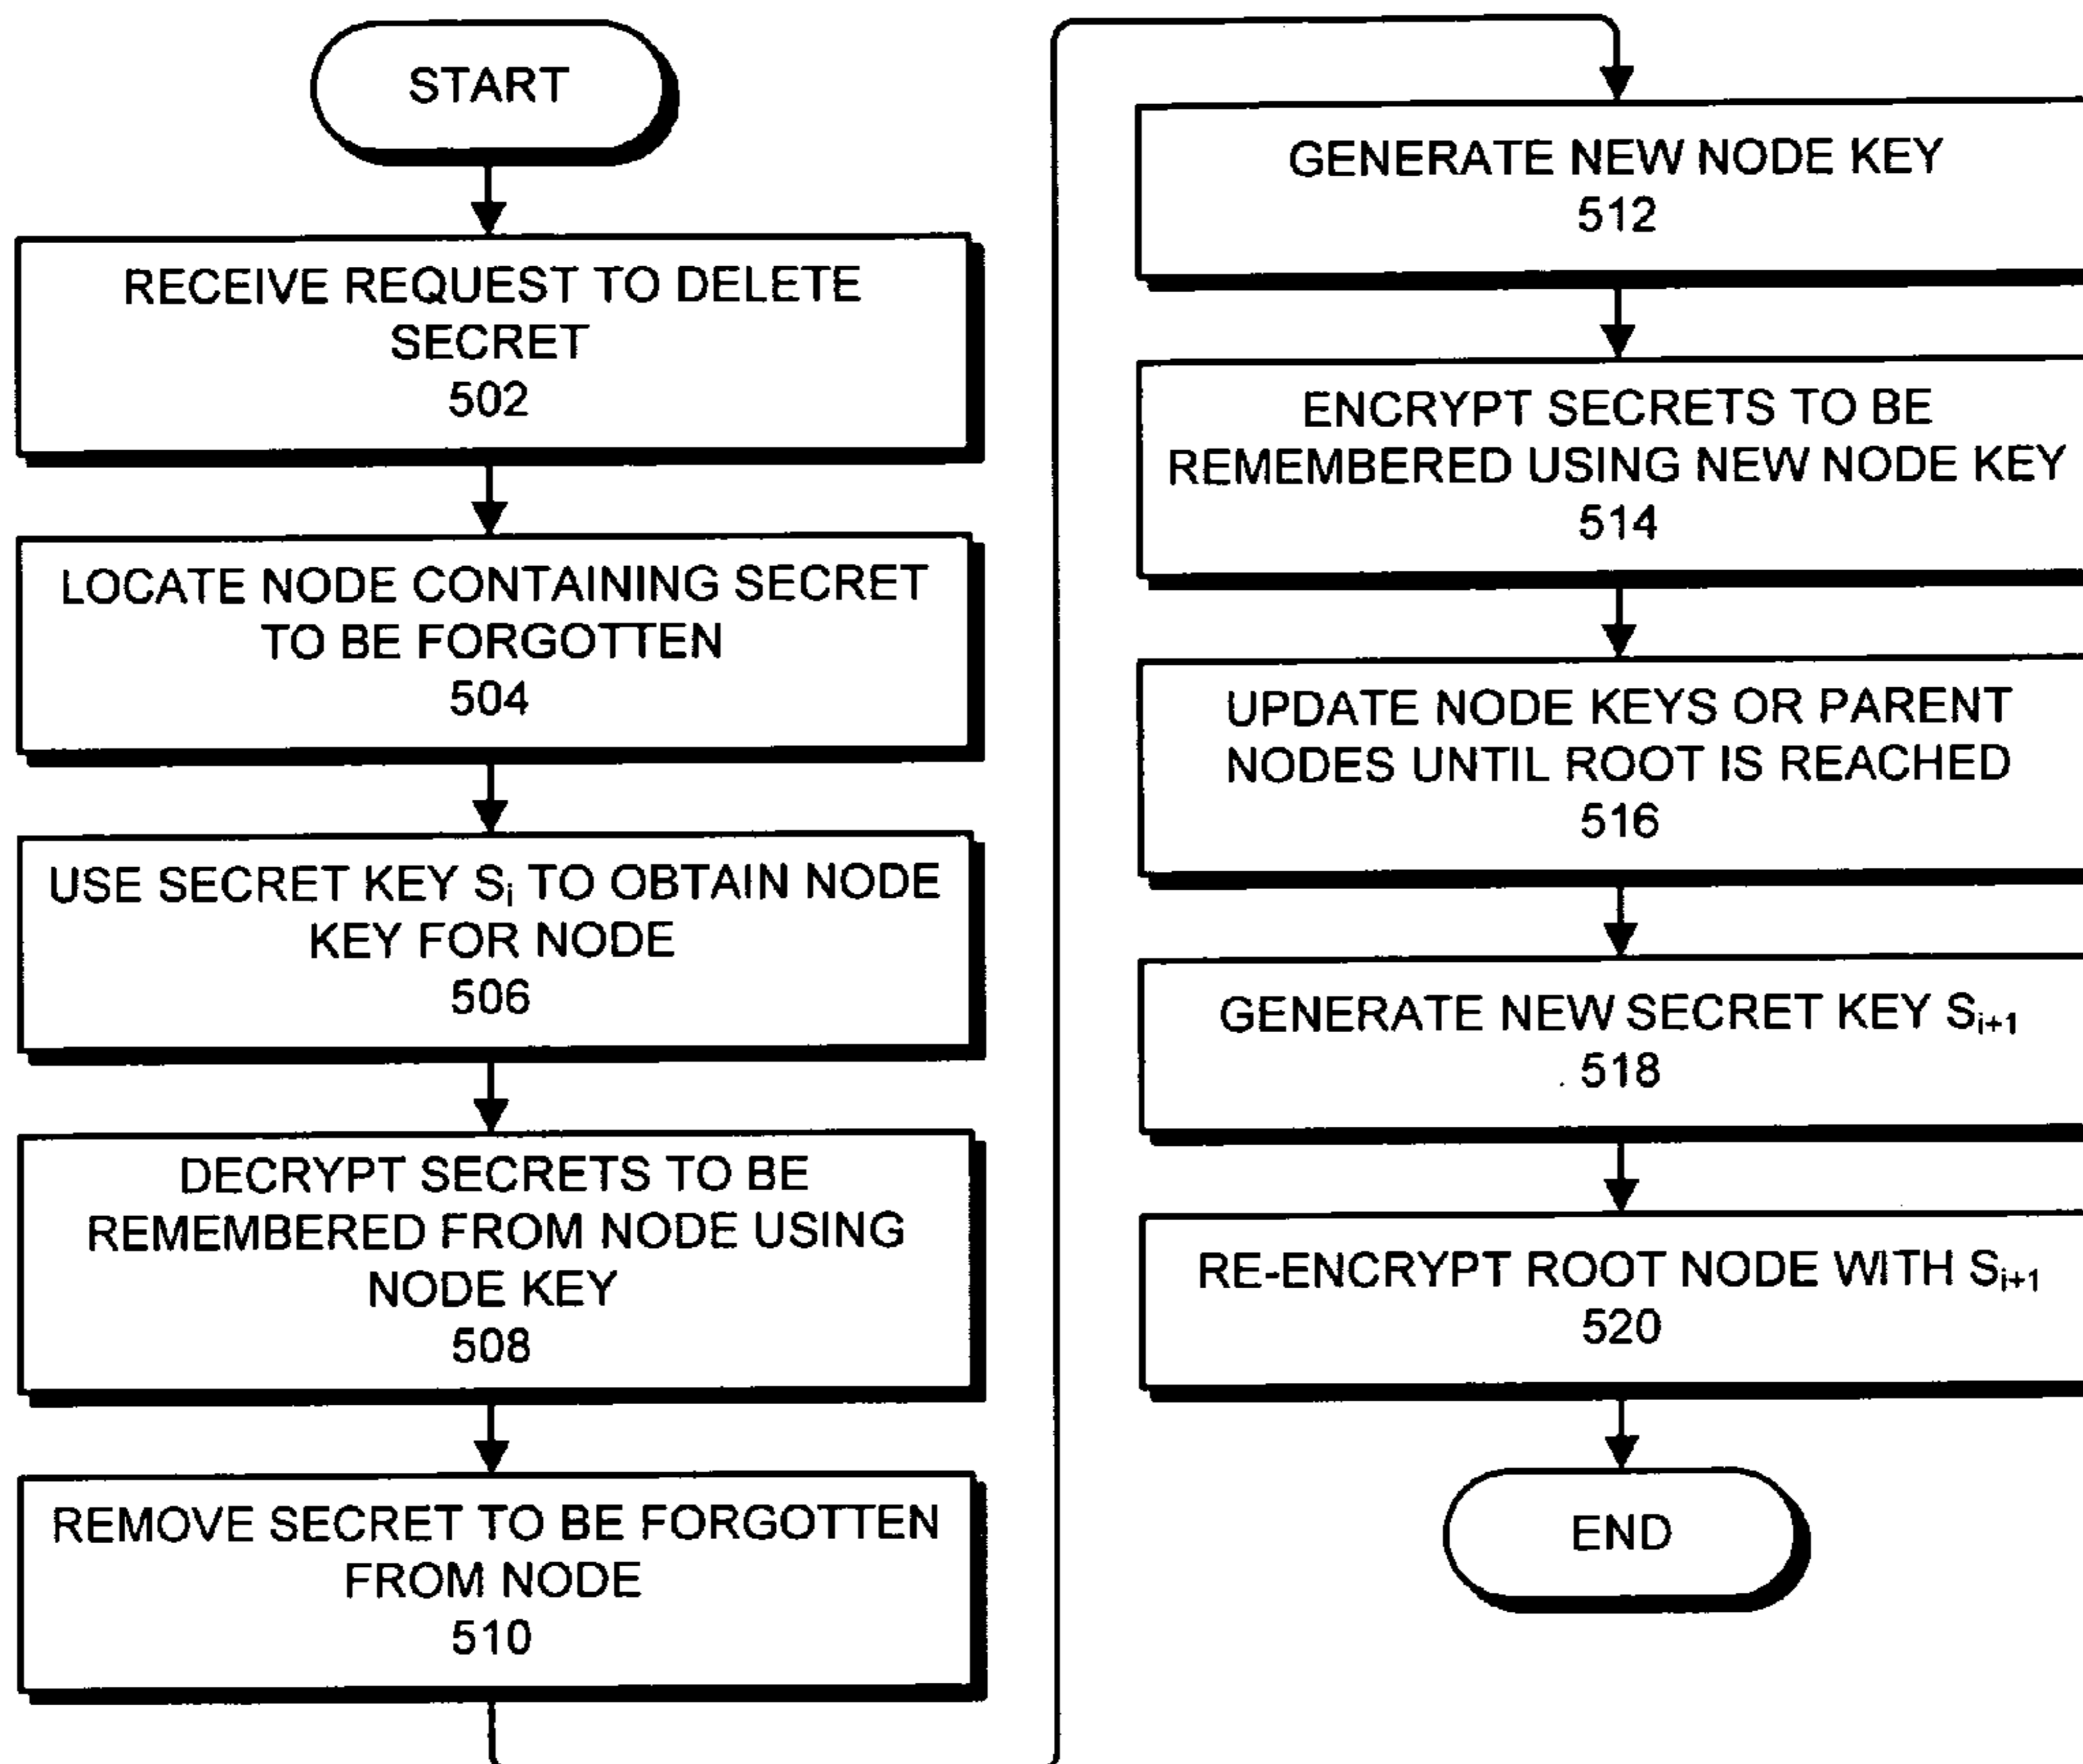 START
RECEIVE REQUEST TO DELETE
SECRET
502
LOCATE NODE CONTAINING SECRET
TO BE FORGOTTEN
504
USE SECRET KEY Sᵢ TO OBTAIN NODE
KEY FOR NODE
506
DECRYPT SECRETS TO BE
REMEMBERED FROM NODE USING
NODE KEY
508
REMOVE SECRET TO BE FORGOTTEN
FROM NODE
510
GENERATE NEW NODE KEY
512
ENCRYPT SECRETS TO BE
REMEMBERED USING NEW NODE KEY
514
UPDATE NODE KEYS OR PARENT
NODES UNTIL ROOT IS REACHED
516
GENERATE NEW SECRET KEY Sᵢ₊₁
518
RE-ENCRYPT ROOT NODE WITH Sᵢ₊₁
520
END